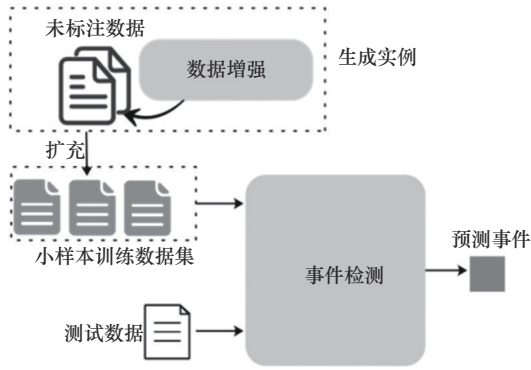 未标注数据
数据增强
生成实例
扩充
小样本训练数据集
事件检测
预测事件
测试数据